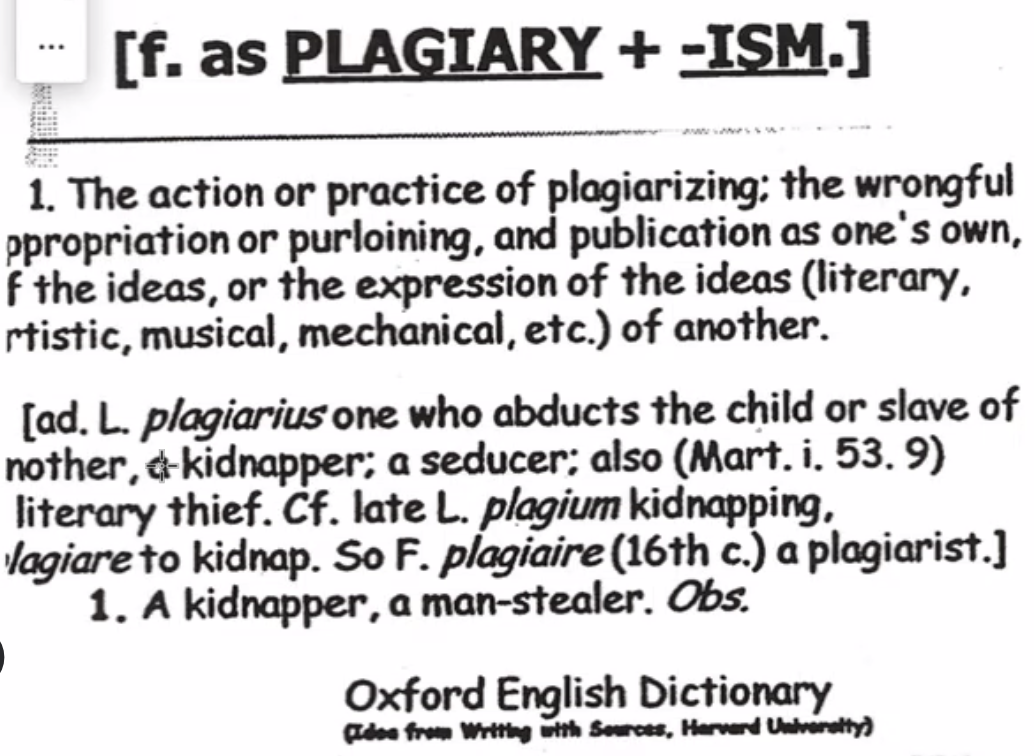 ...
[f. as PLAGIARY + -ISM.]
1. The action or practice of plagiarizing; the wrongful
ppropriation or purloining, and publication as one's own,
f the ideas, or the expression of the ideas (literary,
rtistic, musical, mechanical, etc.) of another.
[ad. L. plagiarius one who abducts the child or slave of
nother, a kidnapper; a seducer; also (Mart. i. 53. 9)
literary thief. Cf. late L. plagium kidnapping,
lagiare to kidnap. So F. plagiaire (16th c.) a plagiarist.]
1. A kidnapper, a man-stealer. Obs.
Oxford English Dictionary
(Idea from Writing with Sources, Harvard University)